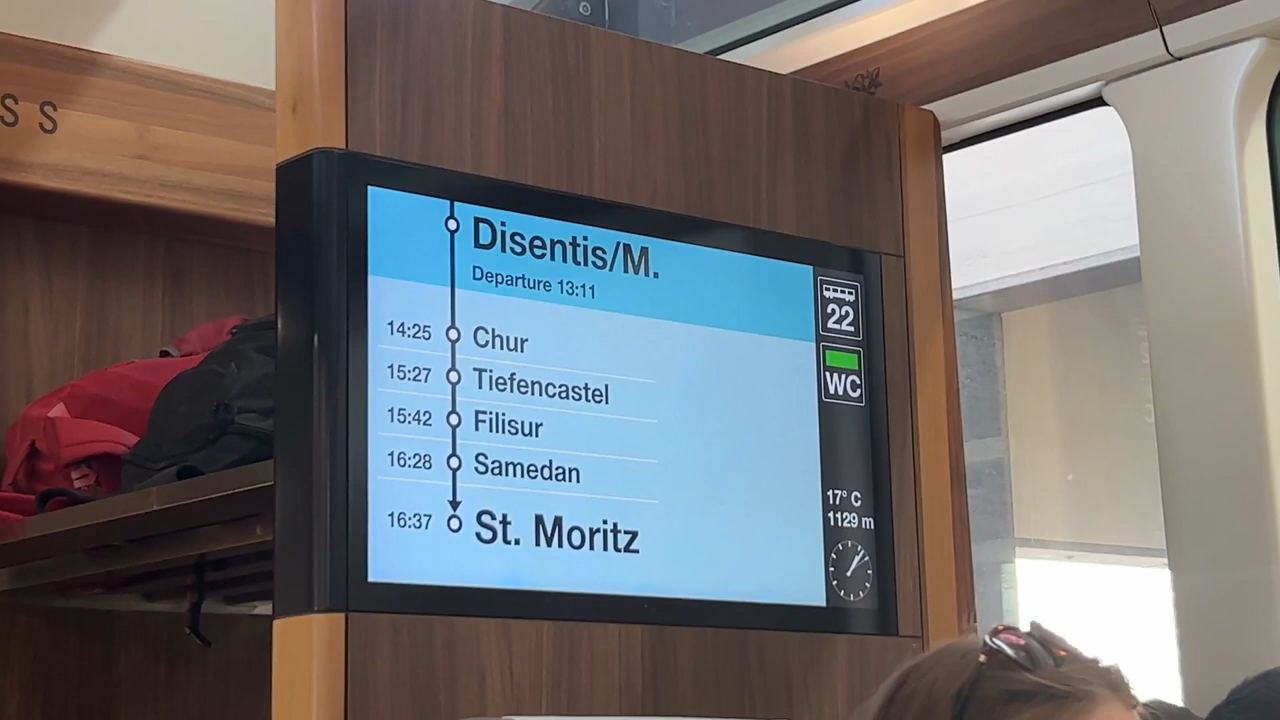 SS
Disentis/M.
Departure 13:11
22
14:25 Chur
WC
15:27 Tiefencastel
15:42 Filisur
16:28 Samedan
17° C
1129 m
16:37 St. Moritz